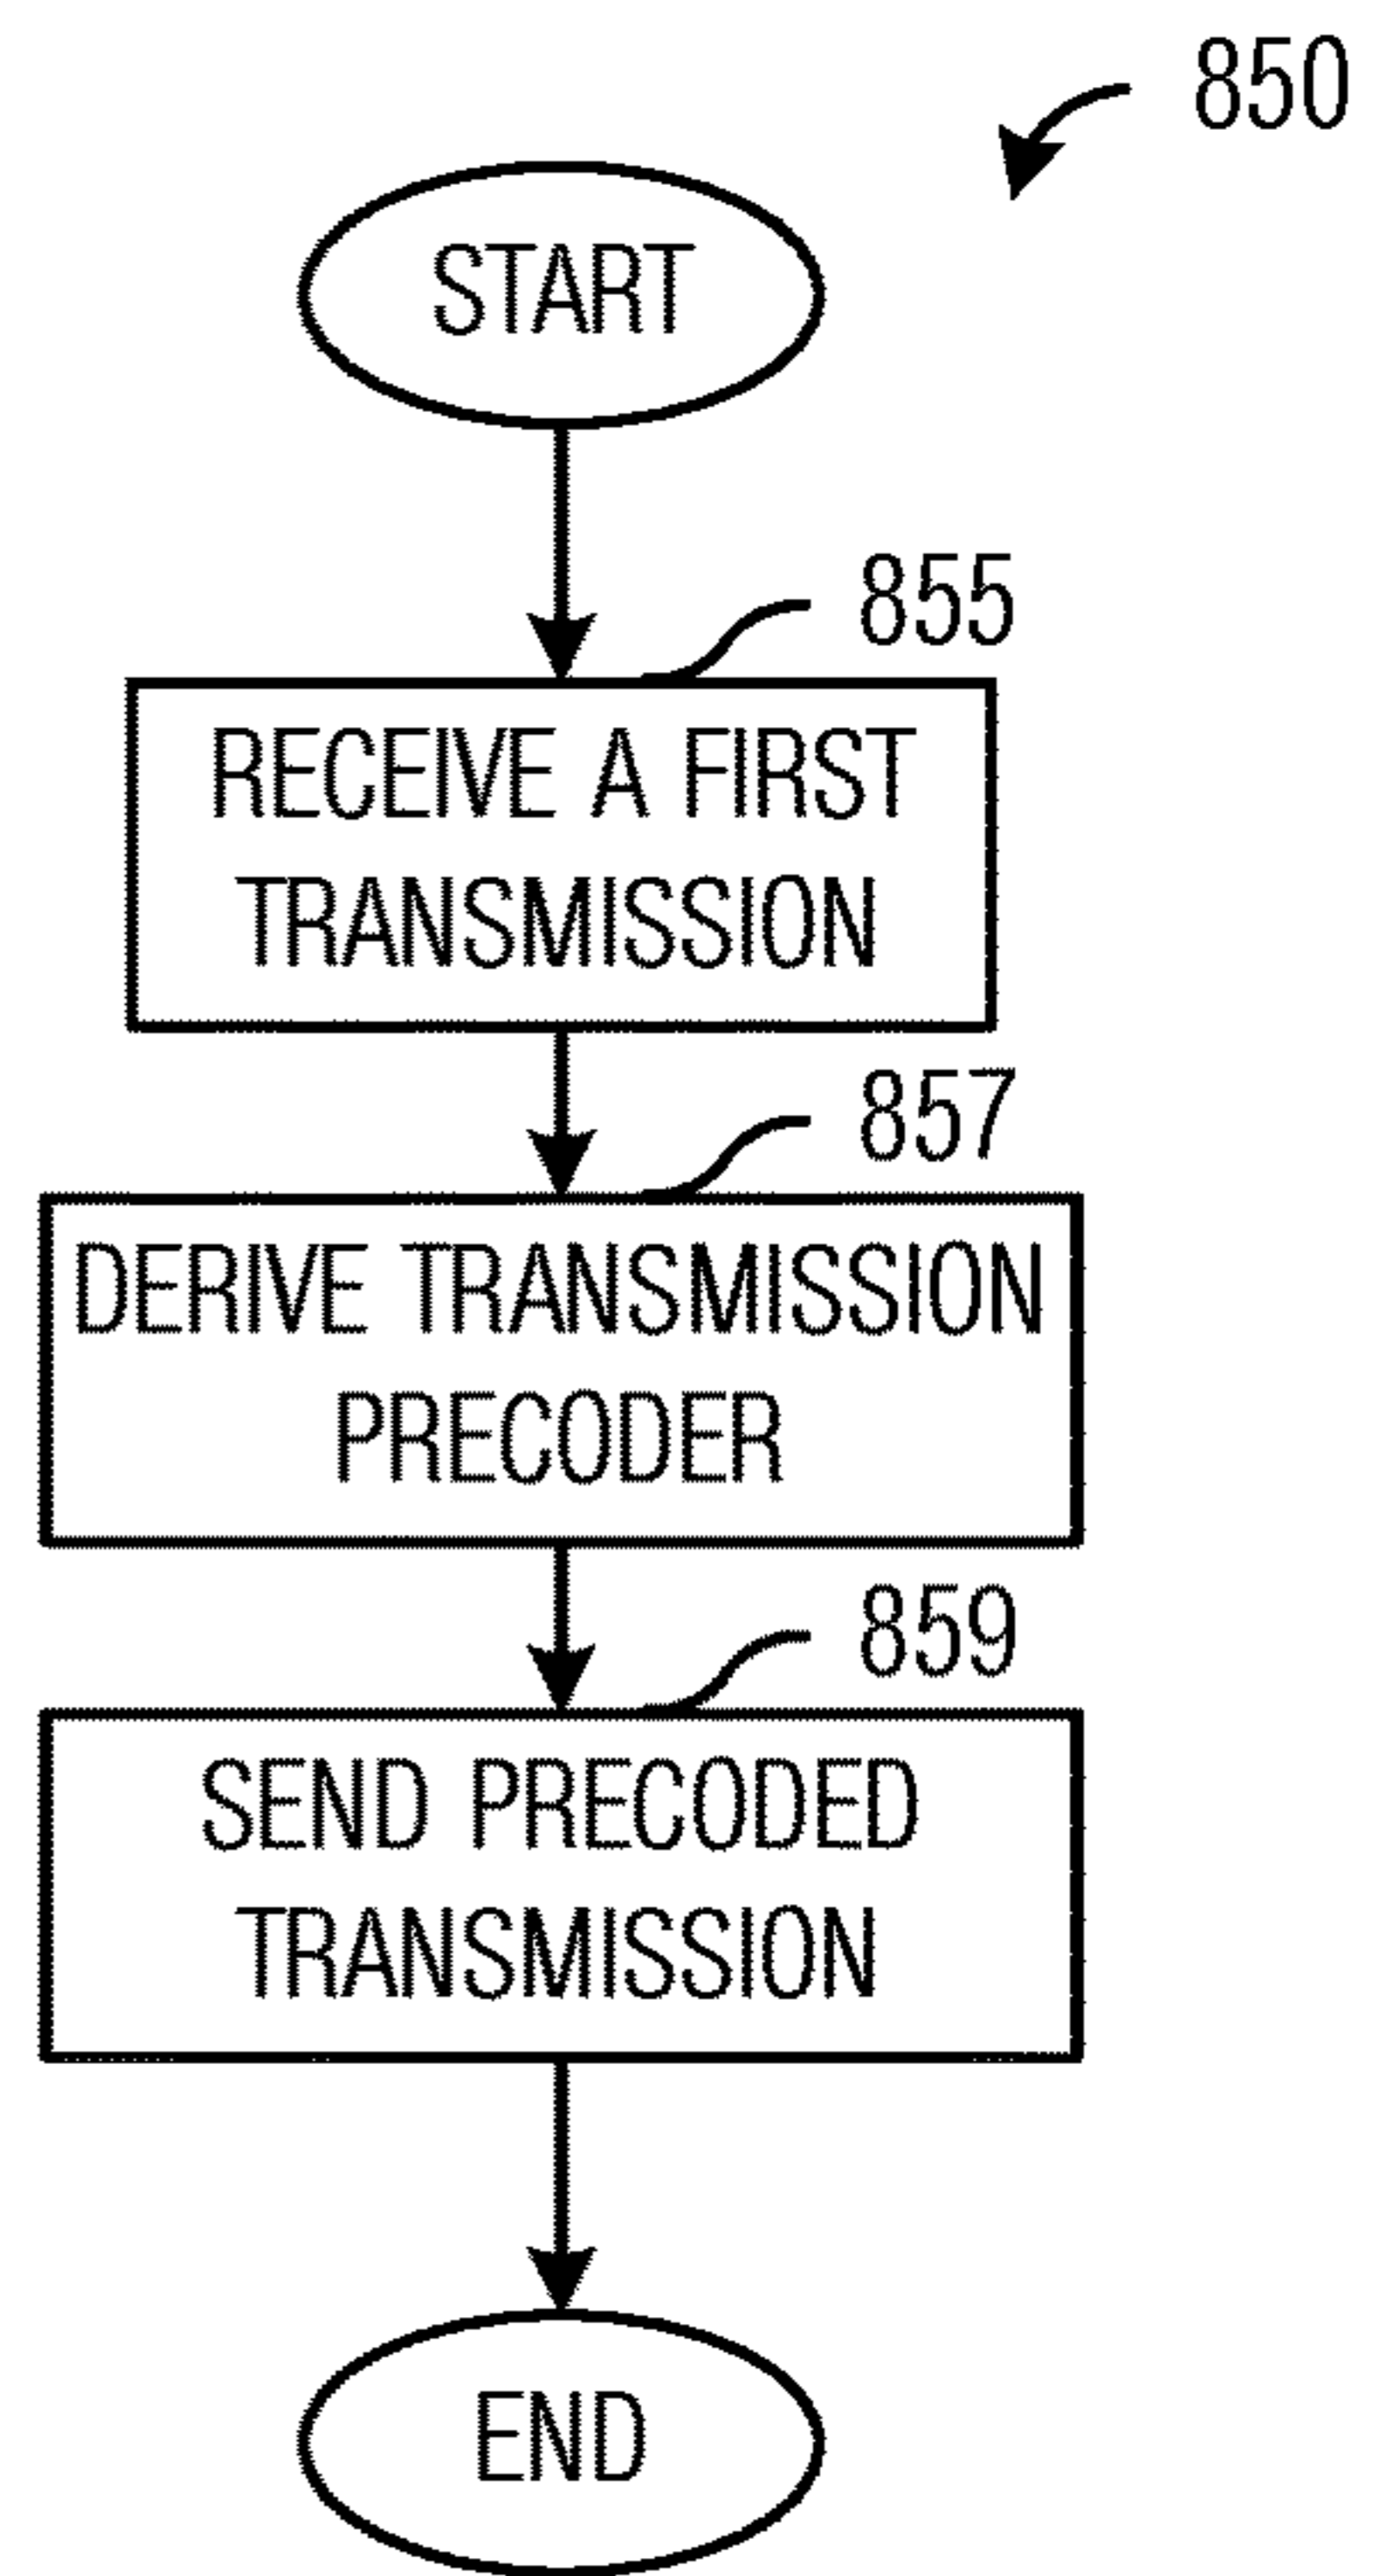 850
START
855
RECEIVE A FIRST
TRANSMISSION
857
DERIVE TRANSMISSION
PRECODER
859
SEND PRECODED
TRANSMISSION
END